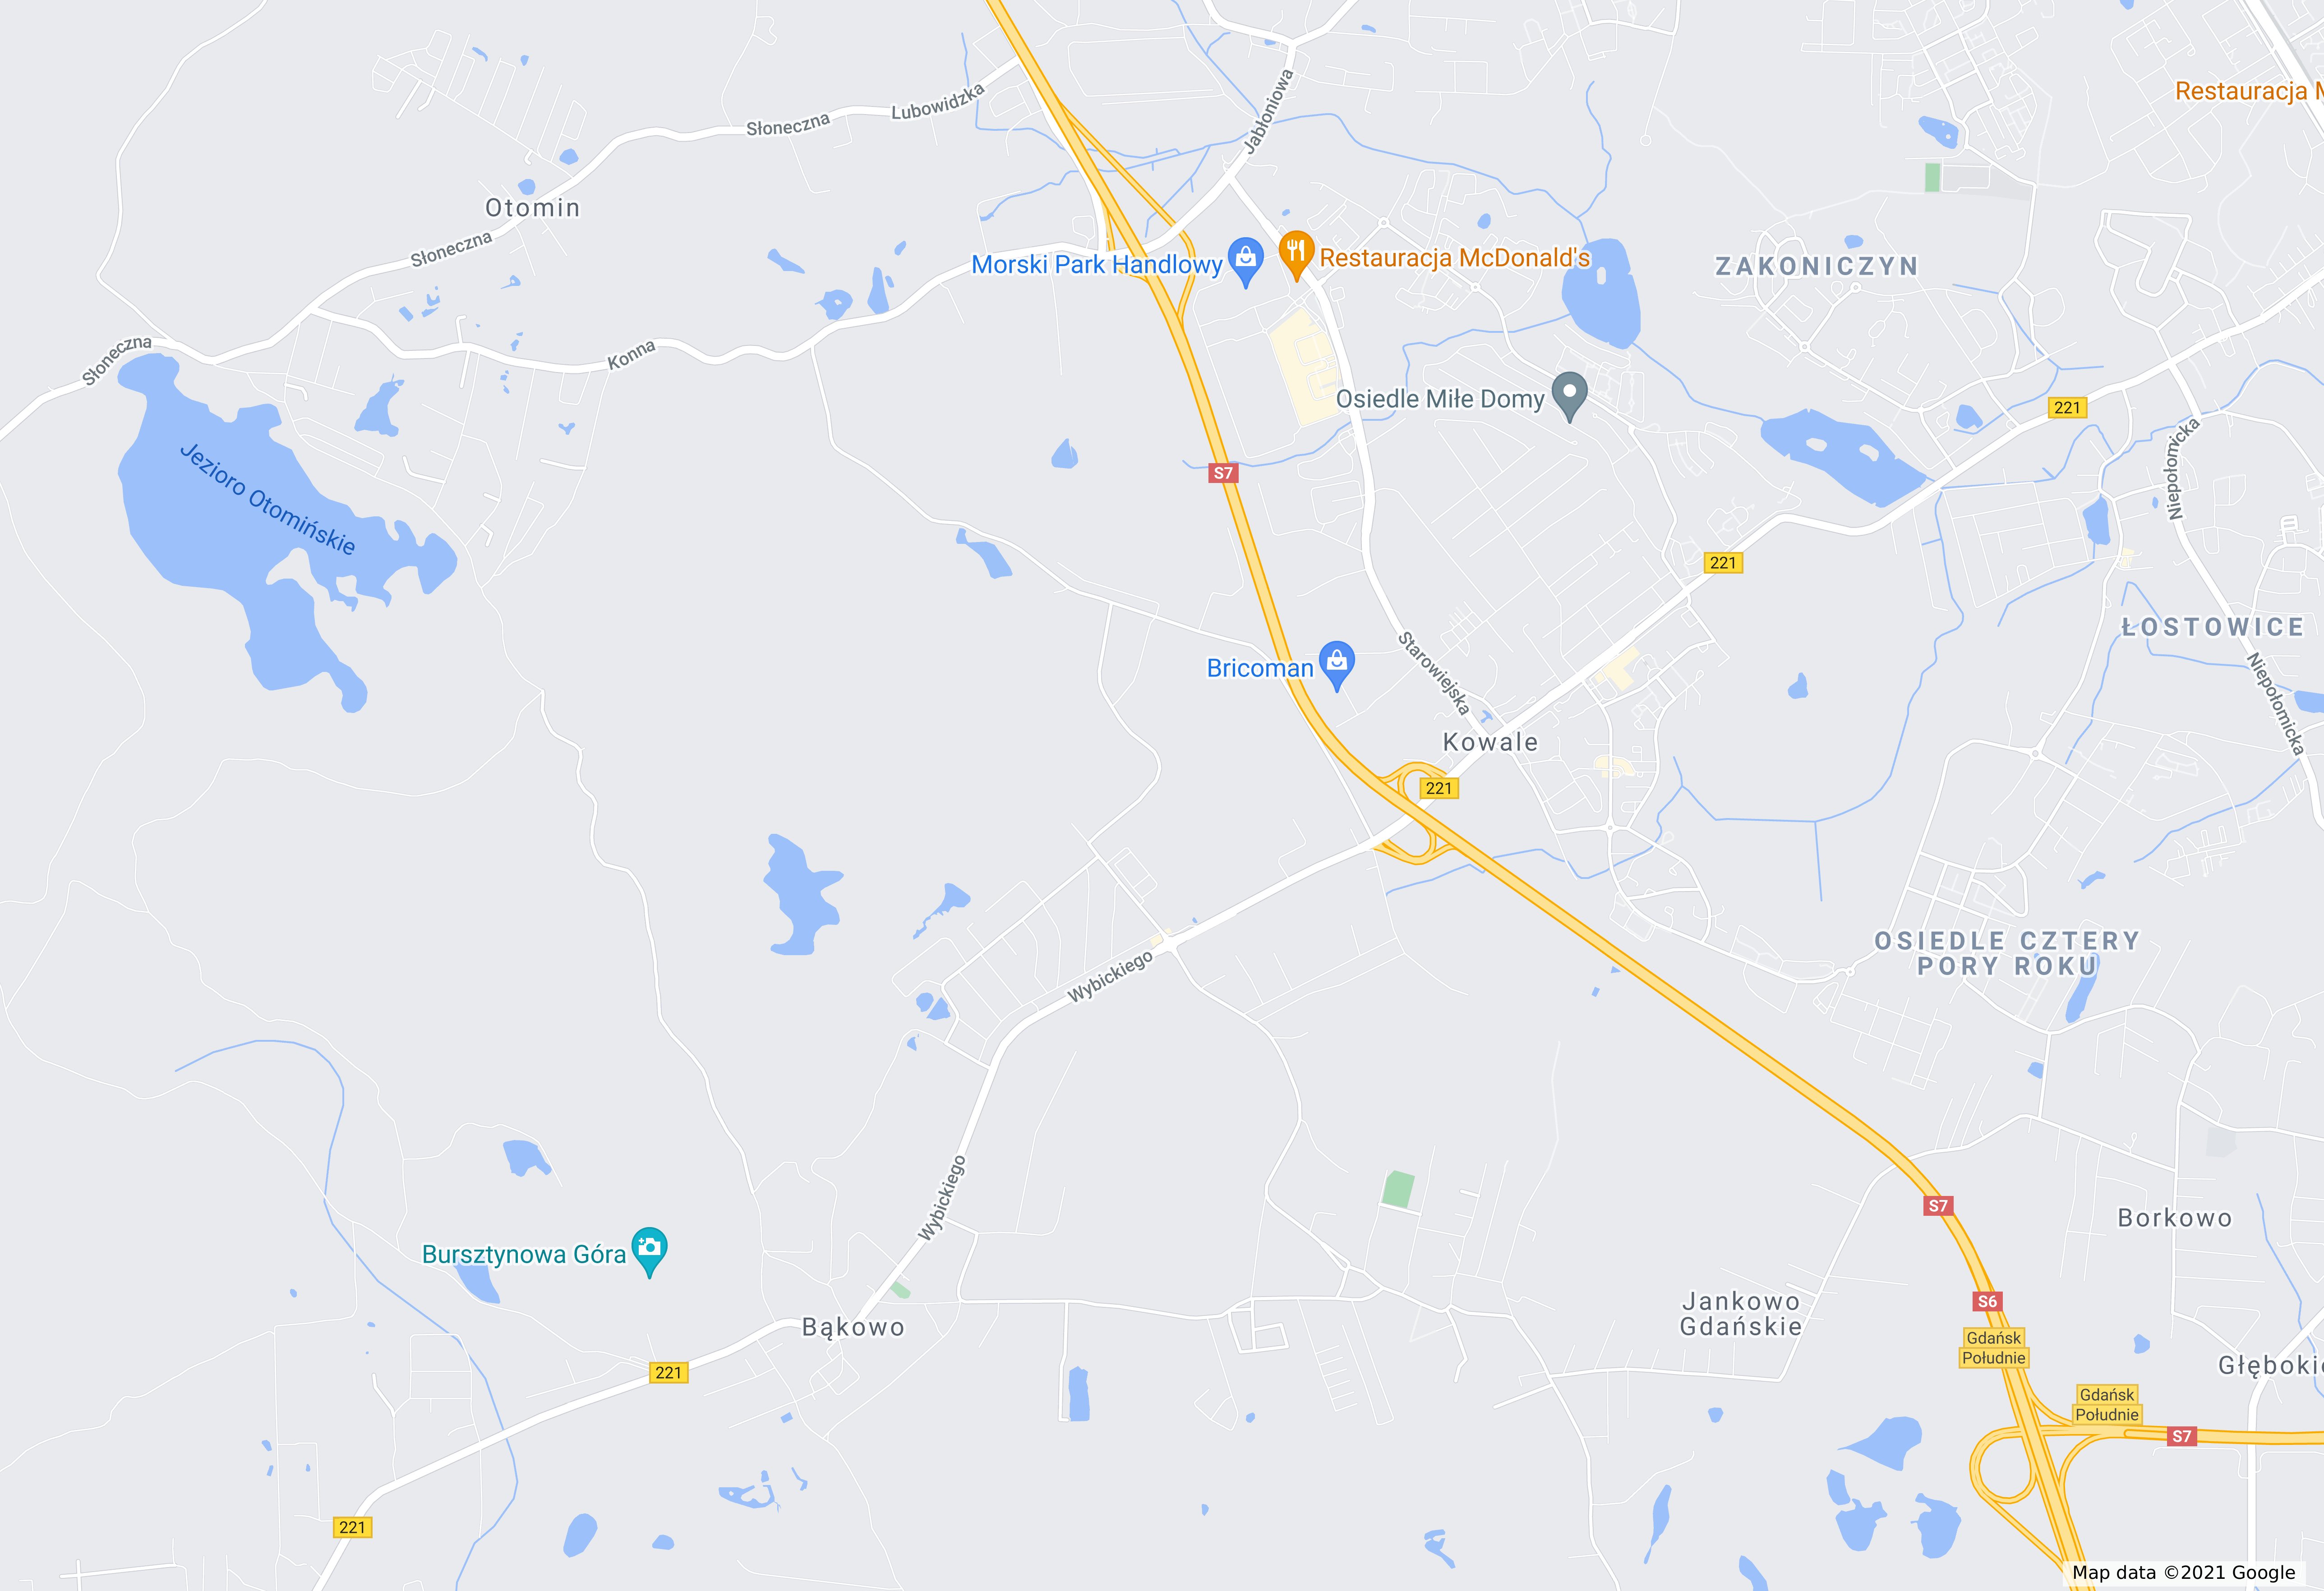 Restauracja M
Jabłoniowa
Lubowidzka
Słoneczna
Otomin
Słoneczna
Morski Park Handlowy
Restauracja McDonald's
ZAKONICZYN
Słoneczna
Konna
Osiedle Miłe Domy
221
Niepołomicka
Jezioro Otomińskie
S7
221
ŁOSTOWICE
Starowiejska
Bricoman
Niepołomicka
Kowale
221
OSIEDLE CZTERY
PORY ROKU
Wybickiego
Wybickiego
S7
Borkowo
Bursztynowa Góra
Jankowo
Gdańskie
S6
Bąkowo
Gdańsk
Południe
Głęboki
221
Gdańsk
Południe
S7
221
Map data ©2021 Google